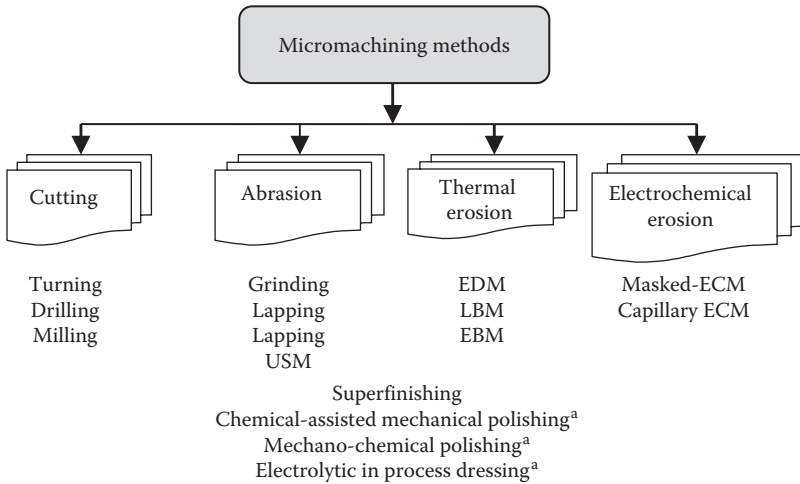 Micromachining methods
Cutting
Abrasion
Thermal
erosion
Electrochemical
erosion
Turning
Drilling
Milling
Grinding
Lapping
Lapping
USM
Superfinishing
Chemical-assisted mechanical polishingᵃ
Mechano-chemical polishingᵃ
Electrolytic in process dressingᵃ
EDM
LBM
EBM
Masked-ECM
Capillary ECM